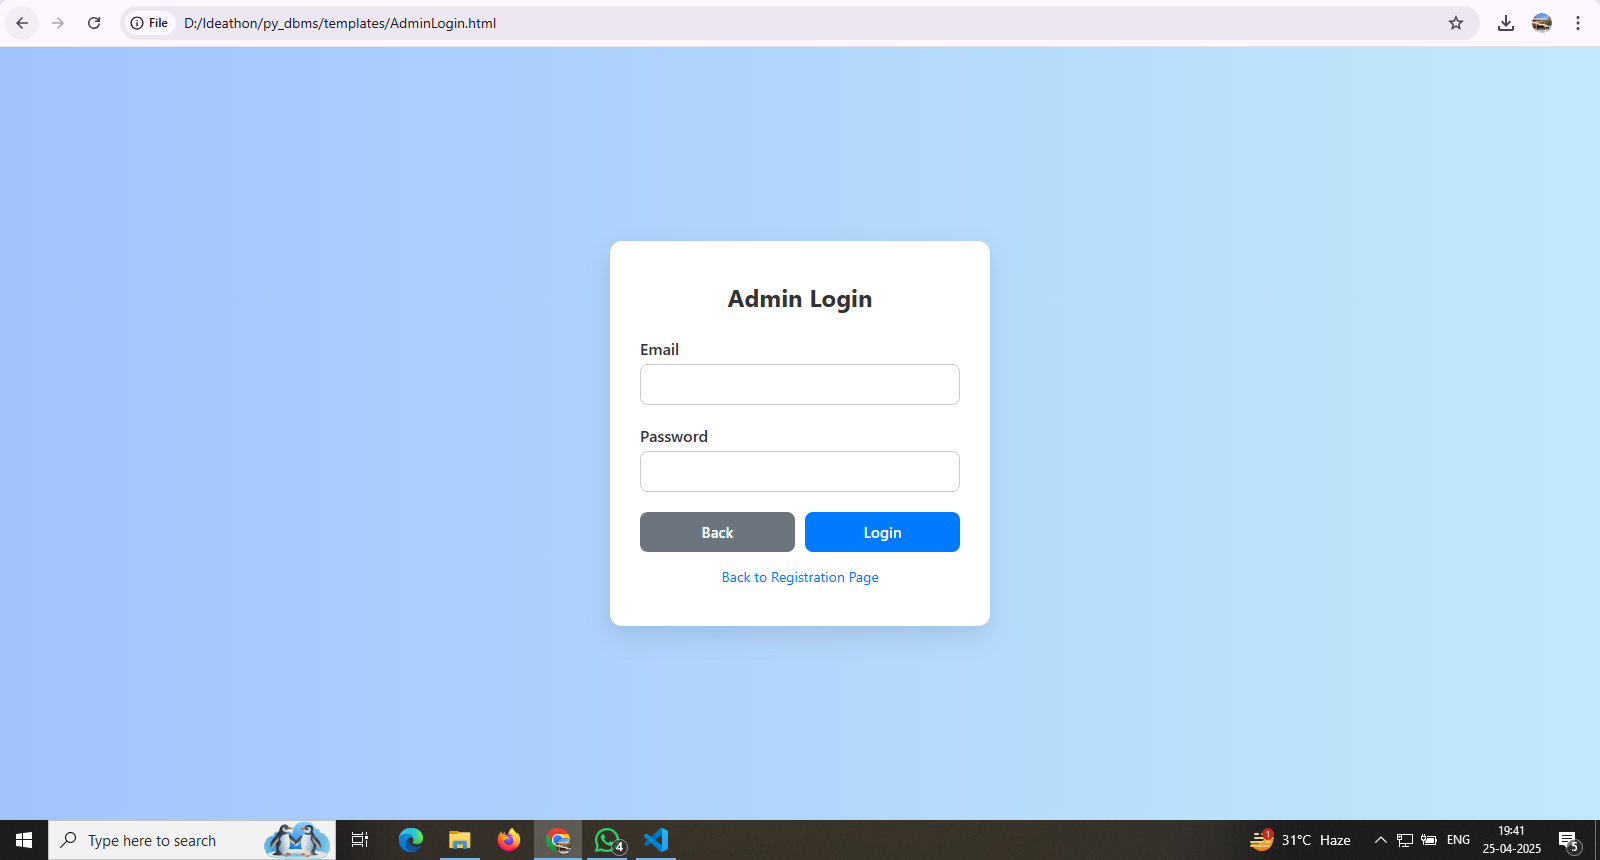 File D:/Ideathon/py_dbms/templates/AdminLogin.html
Admin Login
Email
Password
Back Login
Back to Registration Page
Type here to search
4
1
31°C Haze
ENG
19:41
25-04-2025
5